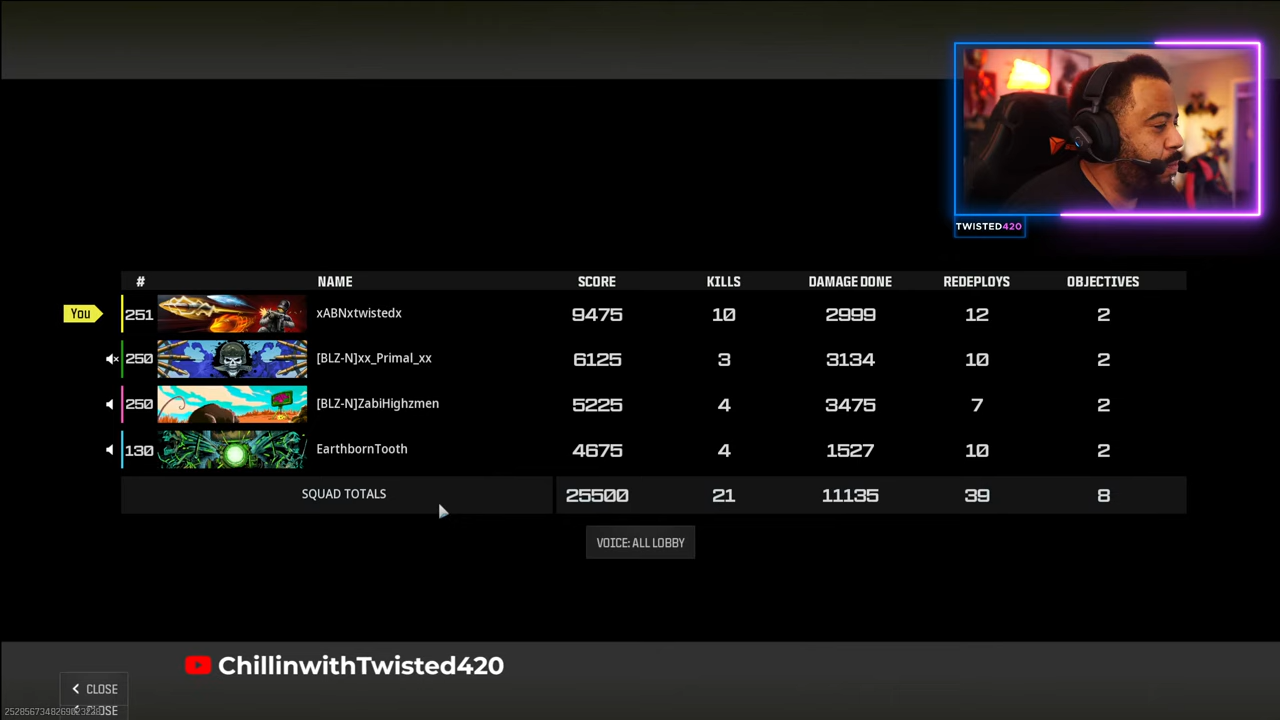 TWISTED420
# NAME SCORE KILLS DAMAGE DONE REDEPLOYS OBJECTIVES
You 251 xABNxtwistedx 9475 10 2999 12 2
250 [BLZ-N]xx_Primal_xx 6125 3 3134 10 2
250 [BLZ-N]ZabiHighzmen 5225 4 3475 7 2
130 EarthbornTooth 4675 4 1527 10 2
SQUAD TOTALS 25500 21 11135 39 8
VOICE: ALL LOBBY
ChillinwithTwisted420
CLOSE